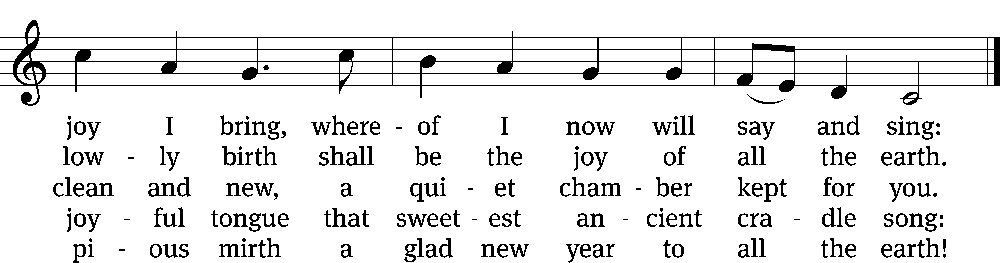 joy I bring, where - of I now will say and sing:
low - ly birth shall be the joy of all the earth.
clean and new, a qui - et cham - ber kept for you.
joy - ful tongue that sweet - est an - cient cra - dle song:
pi - ous mirth a glad new year to all the earth!